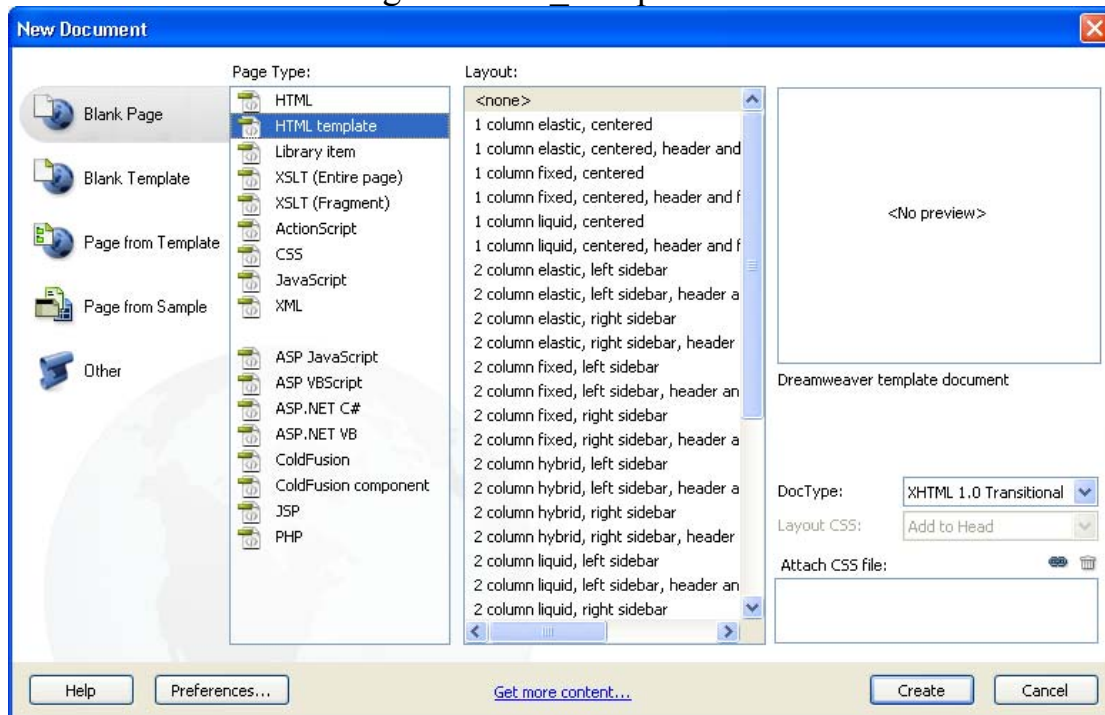 New Document
Blank Page
Blank Template
Page from Template
Page from Sample
Other
Page Type:
HTML
HTML template
Library item
XSLT (Entire page)
XSLT (Fragment)
ActionScript
CSS
JavaScript
XML
ASP JavaScript
ASP VBScript
ASP.NET C#
ASP.NET VB
ColdFusion
ColdFusion component
JSP
PHP
Layout:
<none>
1 column elastic, centered
1 column elastic, centered, header and
1 column fixed, centered
1 column fixed, centered, header and f
1 column liquid, centered
1 column liquid, centered, header and f
2 column elastic, left sidebar
2 column elastic, left sidebar, header a
2 column elastic, right sidebar
2 column elastic, right sidebar, header
2 column fixed, left sidebar
2 column fixed, left sidebar, header an
2 column fixed, right sidebar
2 column fixed, right sidebar, header a
2 column hybrid, left sidebar
2 column hybrid, left sidebar, header a
2 column hybrid, right sidebar
2 column hybrid, right sidebar, header
2 column liquid, left sidebar
2 column liquid, left sidebar, header an
2 column liquid, right sidebar
<No preview>
Dreamweaver template document
DocType: XHTML 1.0 Transitional
Layout CSS: Add to Head
Attach CSS file:
Help Preferences... Get more content... Create Cancel